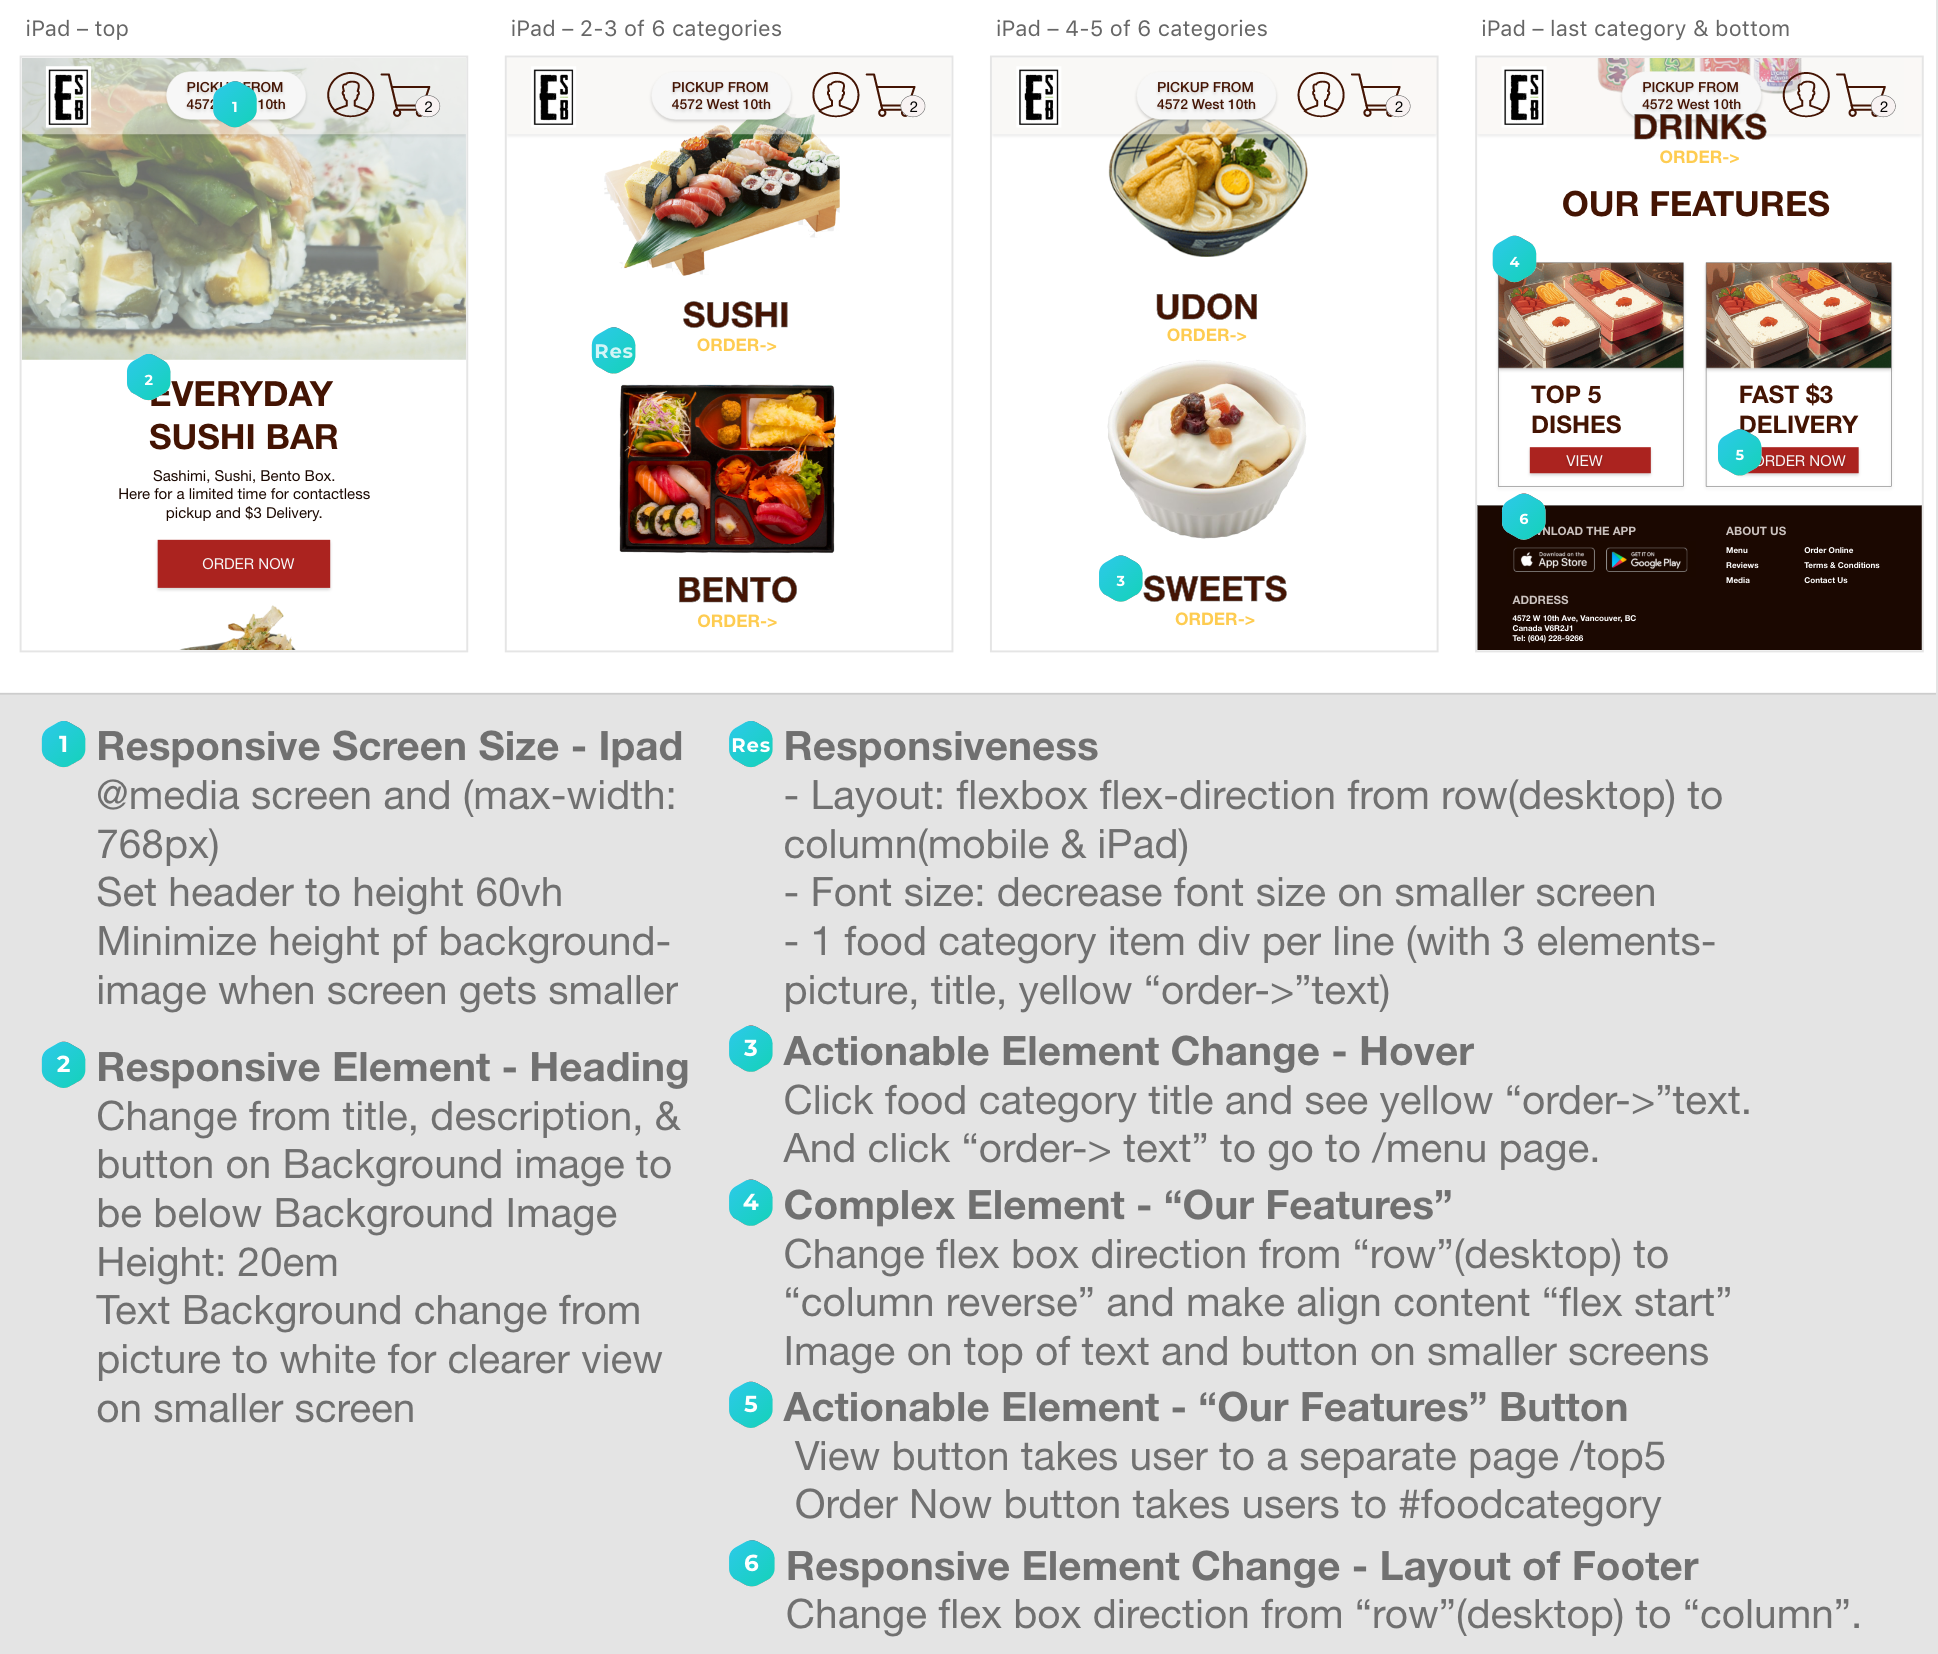 iPad – top
iPad – 2-3 of 6 categories
iPad – 4-5 of 6 categories
iPad – last category & bottom
ESB
PICKUP FROM
4572 10th
1
2
ESB
PICKUP FROM
4572 West 10th
2
ESB
PICKUP FROM
4572 West 10th
2
ESB
PICKUP FROM
4572 West 10th
2
2
EVERYDAY
SUSHI BAR
Sashimi, Sushi, Bento Box.
Here for a limited time for contactless
pickup and $3 Delivery.
ORDER NOW
SUSHI
ORDER->
Res
BENTO
ORDER->
UDON
ORDER->
3
SWEETS
ORDER->
DRINKS
ORDER->
OUR FEATURES
4
TOP 5
DISHES
VIEW
FAST $3
DELIVERY
5
ORDER NOW
6
NLOAD THE APP
Download on the
App Store
GET IT ON
Google Play
ABOUT US
Menu
Order Online
Reviews
Terms & Conditions
Media
Contact Us
ADDRESS
4572 W 10th Ave, Vancouver, BC
Canada V6R2J1
Tel: (604) 228-9266
1 Responsive Screen Size - Ipad
@media screen and (max-width:
768px)
Set header to height 60vh
Minimize height pf background-
image when screen gets smaller
2 Responsive Element - Heading
Change from title, description, &
button on Background image to
be below Background Image
Height: 20em
Text Background change from
picture to white for clearer view
on smaller screen
Res Responsiveness
- Layout: flexbox flex-direction from row(desktop) to
column(mobile & iPad)
- Font size: decrease font size on smaller screen
- 1 food category item div per line (with 3 elements-
picture, title, yellow “order->”text)
3 Actionable Element Change - Hover
Click food category title and see yellow “order->”text.
And click “order-> text” to go to /menu page.
4 Complex Element - “Our Features”
Change flex box direction from “row”(desktop) to
“column reverse” and make align content “flex start”
Image on top of text and button on smaller screens
5 Actionable Element - “Our Features” Button
View button takes user to a separate page /top5
Order Now button takes users to #foodcategory
6 Responsive Element Change - Layout of Footer
Change flex box direction from “row”(desktop) to “column”.